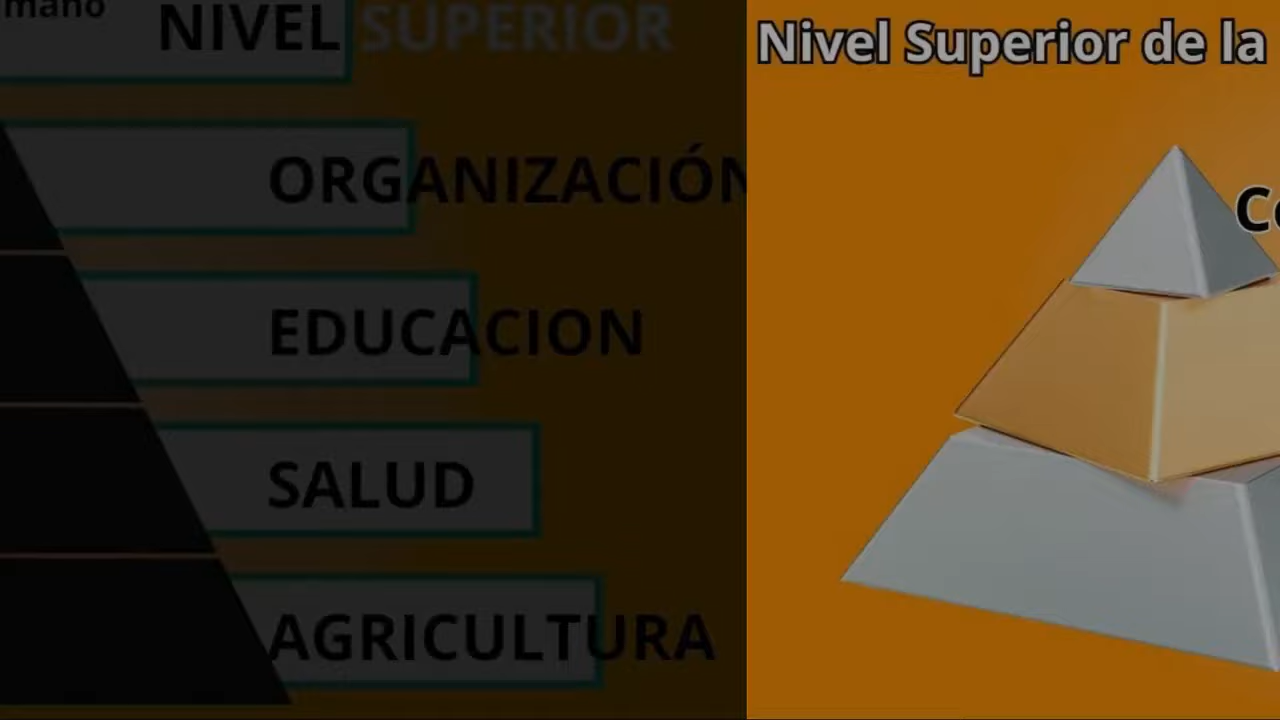 NIVEL SUPERIOR
ORGANIZACIÓN
EDUCACION
SALUD
AGRICULTURA
Nivel Superior de la